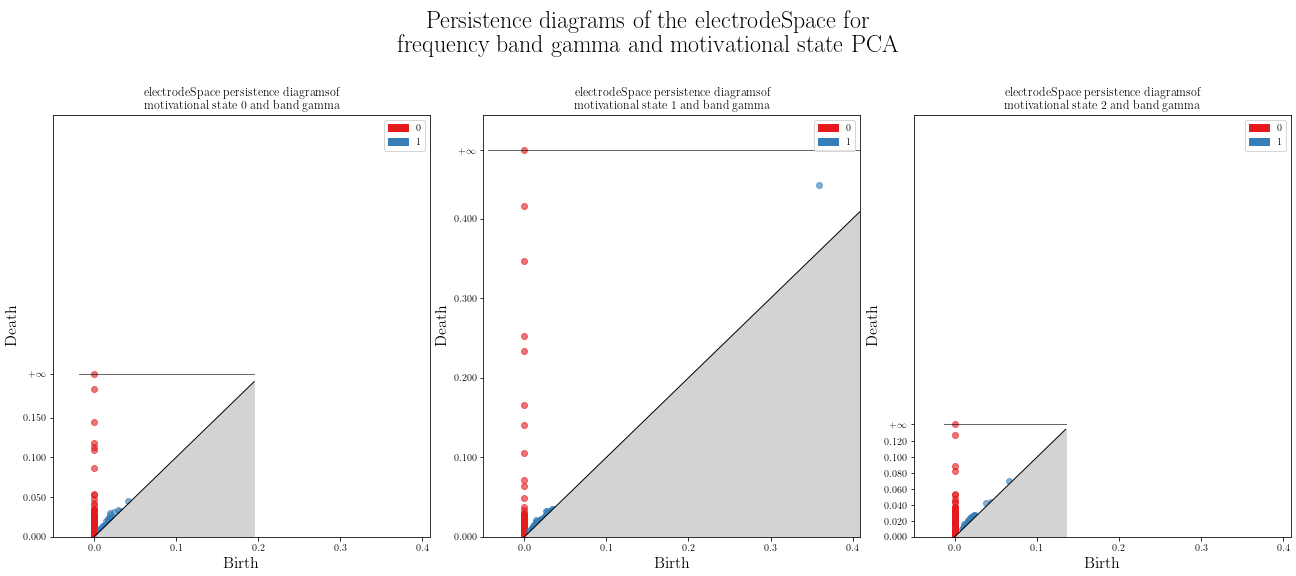 Persistence diagrams of the electrodeSpace for
frequency band gamma and motivational state PCA
electrodeSpace persistence diagramsof
motivational state 0 and band gamma
0
1
+∞
0.150
0.100
0.050
0.000
0.0 0.1 0.2 0.3 0.4
Death
Birth
electrodeSpace persistence diagramsof
motivational state 1 and band gamma
0
1
+∞
0.400
0.300
0.200
0.100
0.000
0.0 0.1 0.2 0.3 0.4
Death
Birth
electrodeSpace persistence diagramsof
motivational state 2 and band gamma
0
1
+∞
0.120
0.100
0.080
0.060
0.040
0.020
0.000
0.0 0.1 0.2 0.3 0.4
Death
Birth